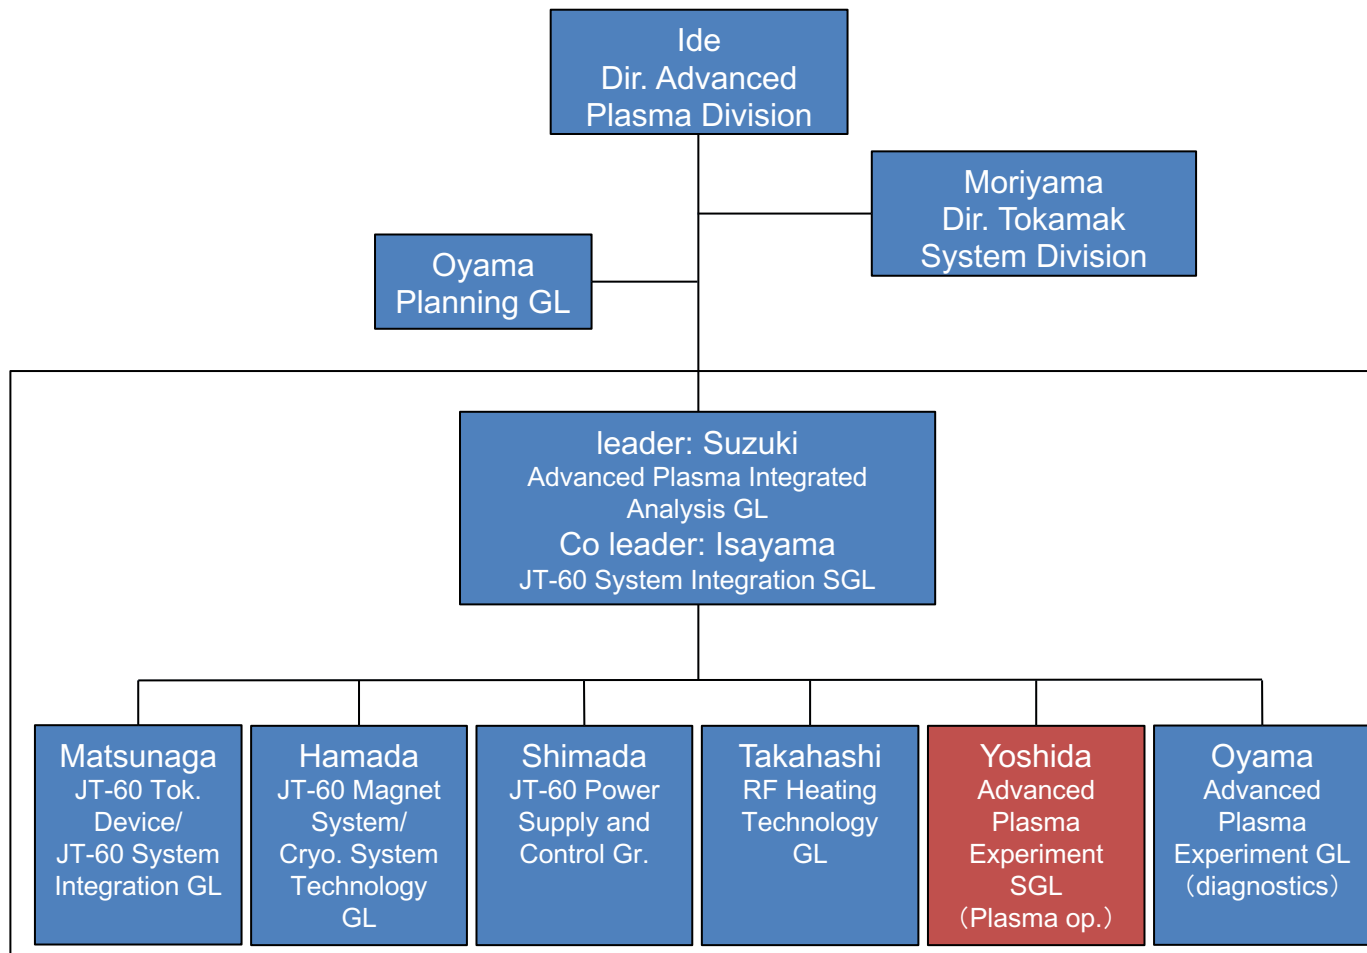 Ide
Dir. Advanced
Plasma Division
Moriyama
Dir. Tokamak
System Division
Oyama
Planning GL
leader: Suzuki
Advanced Plasma Integrated
Analysis GL
Co leader: Isayama
JT-60 System Integration SGL
Matsunaga
JT-60 Tok.
Device/
JT-60 System
Integration GL
Hamada
JT-60 Magnet
System/
Cryo. System
Technology
GL
Shimada
JT-60 Power
Supply and
Control Gr.
Takahashi
RF Heating
Technology
GL
Yoshida
Advanced
Plasma
Experiment
SGL
（Plasma op.）
Oyama
Advanced
Plasma
Experiment GL
（diagnostics）